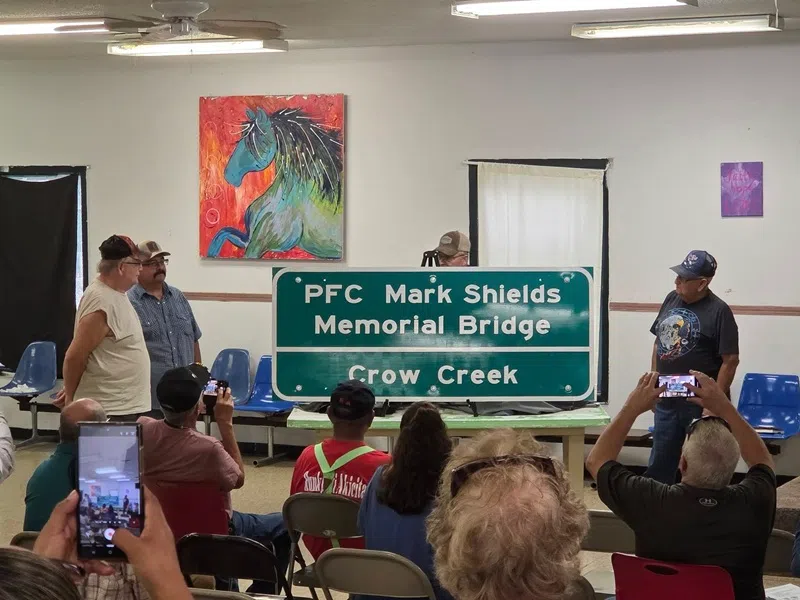 PFC Mark Shields
Memorial Bridge
Crow Creek